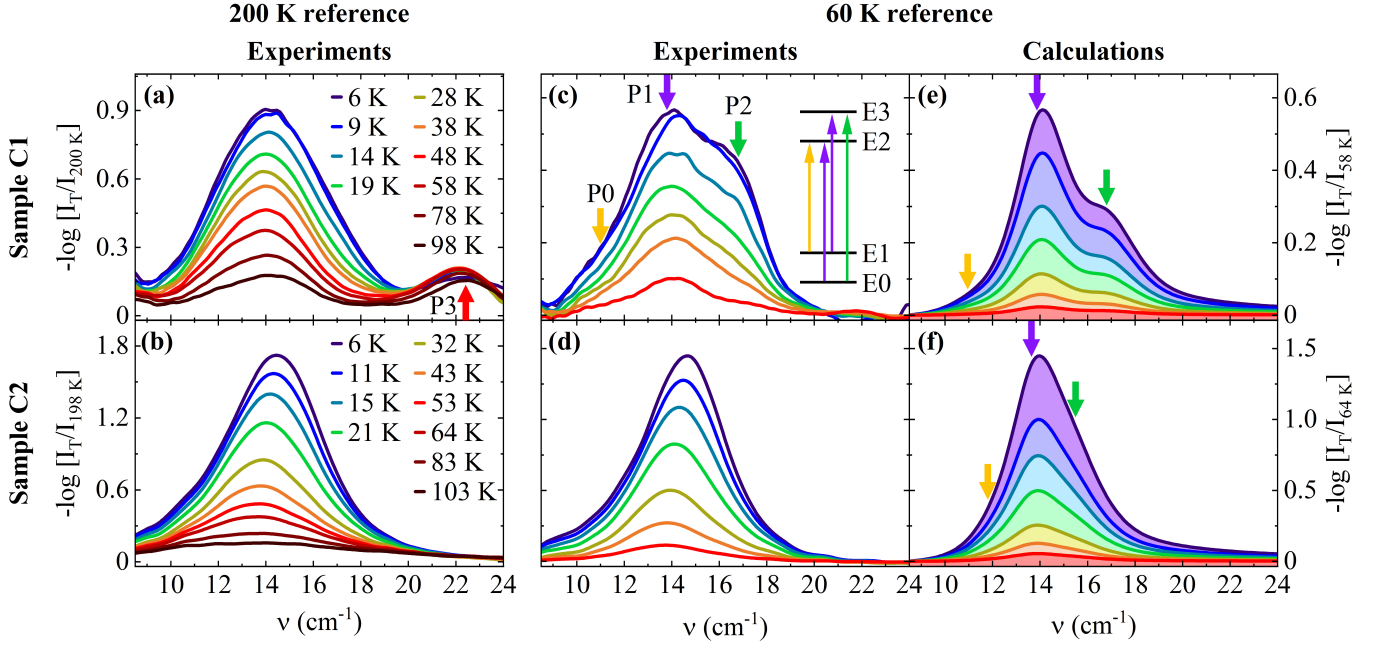 200 K reference
60 K reference
Experiments
Experiments
Calculations
Sample C1
-log [I_T/I_200 K]
0.9
0.6
0.3
0
(a)
6 K
9 K
14 K
19 K
28 K
38 K
48 K
58 K
78 K
98 K
P3
(c)
P0
P1
P2
E3
E2
E1
E0
(e)
0.6
0.4
0.2
0
-log [I_T/I_58 K]
Sample C2
-log [I_T/I_198 K]
1.8
1.2
0.6
0
(b)
6 K
11 K
15 K
21 K
32 K
43 K
53 K
64 K
83 K
103 K
(d)
(f)
1.5
1.0
0.5
0
-log [I_T/I_64 K]
10 12 14 16 18 20 22 24
10 12 14 16 18 20 22 24
10 12 14 16 18 20 22 24
ν (cm⁻¹)
ν (cm⁻¹)
ν (cm⁻¹)